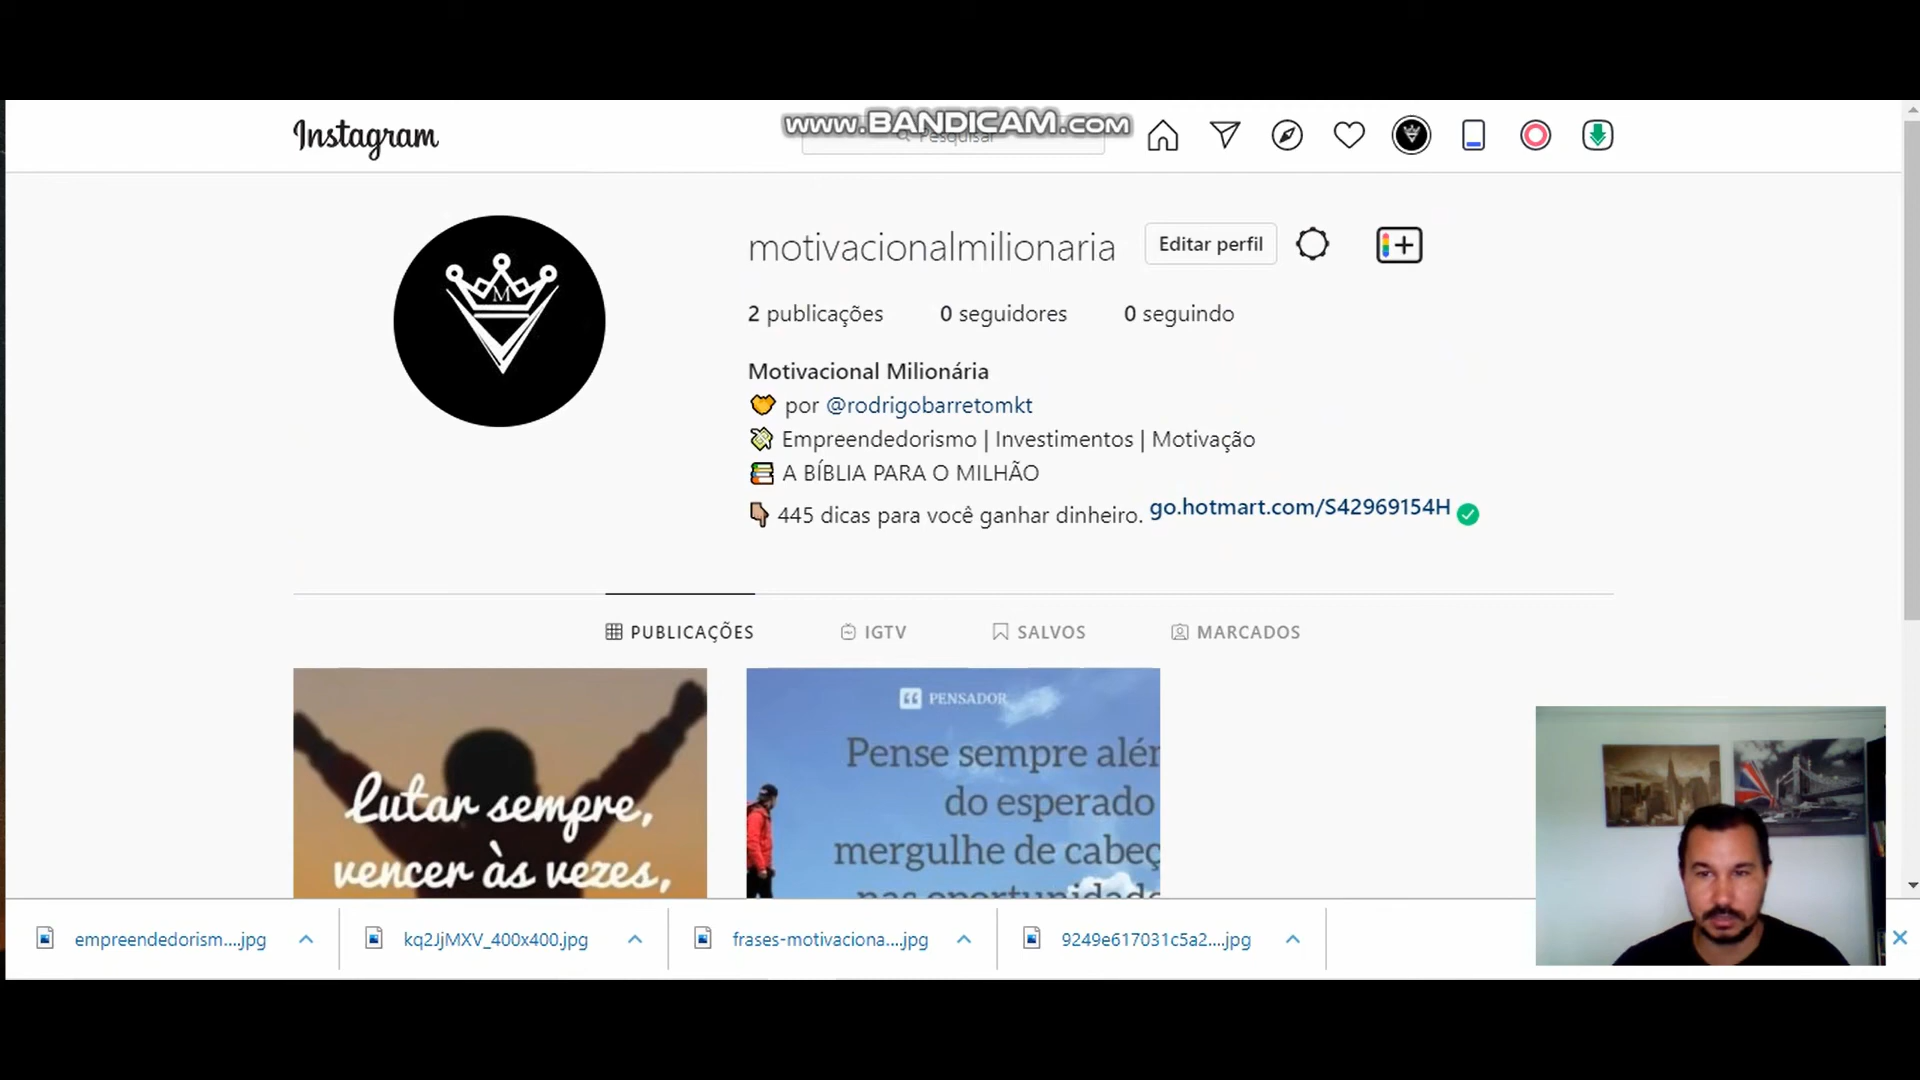 www.BANDICAM.com
Instagram
Pesquisar
motivacionalmilionaria
Editar perfil
2 publicações 0 seguidores 0 seguindo
Motivacional Milionária
por @rodrigobarretomkt
Empreendedorismo | Investimentos | Motivação
A BÍBLIA PARA O MILHÃO
445 dicas para você ganhar dinheiro. go.hotmart.com/S42969154H
PUBLICAÇÕES IGTV SALVOS MARCADOS
M
Lutar sempre,
vencer às vezes,
PENSADOR
Pense sempre alér
do esperado
mergulhe de cabeç
empreendedorism....jpg kq2JjMXV_400x400.jpg frases-motivaciona....jpg 9249e617031c5a2....jpg